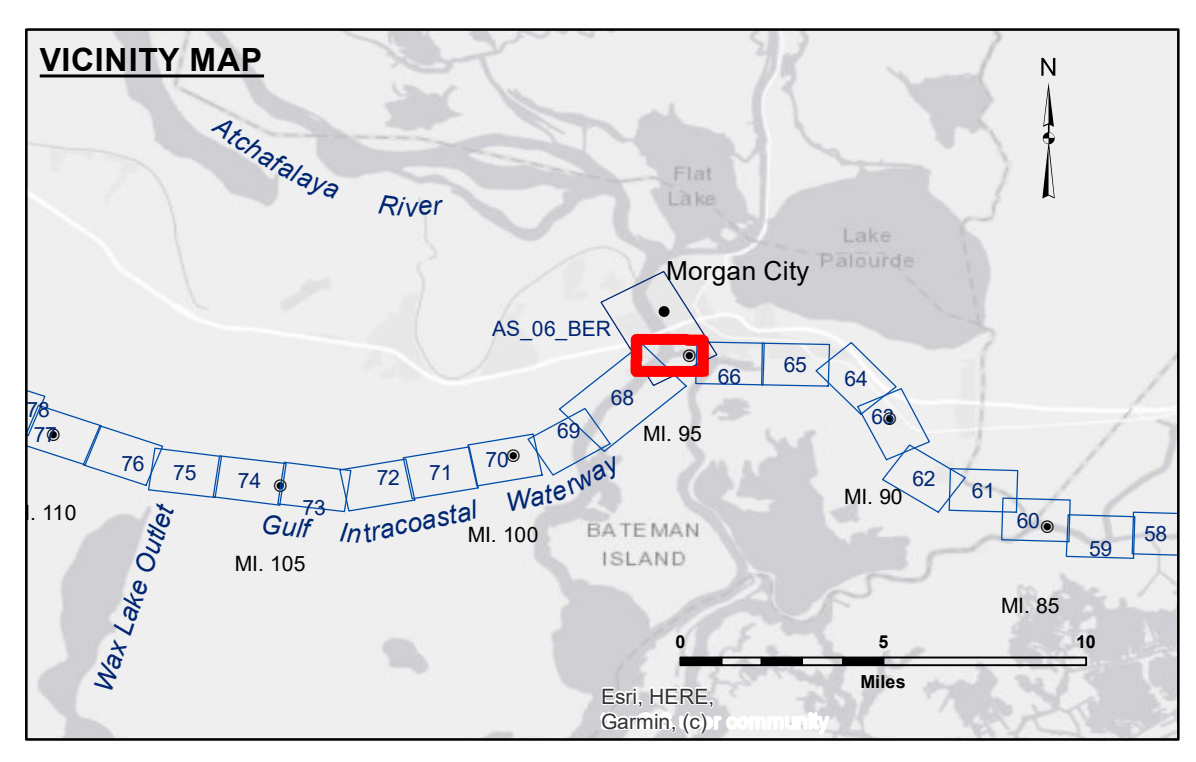 VICINITY MAP
N
Atchafalaya
River
Flat
Lake
Lake
Palourde
Morgan City
AS_06_BER
66
65
64
63
68
MI. 95
69
78
77
76
75
74
73
72
71
70
62
61
60
59
58
MI. 90
Gulf Intracoastal Waterway
MI. 100
I. 110
MI. 105
BATEMAN
ISLAND
Wax Lake Outlet
MI. 85
0 5 10
Miles
Esri, HERE,
Garmin, (c)
r community